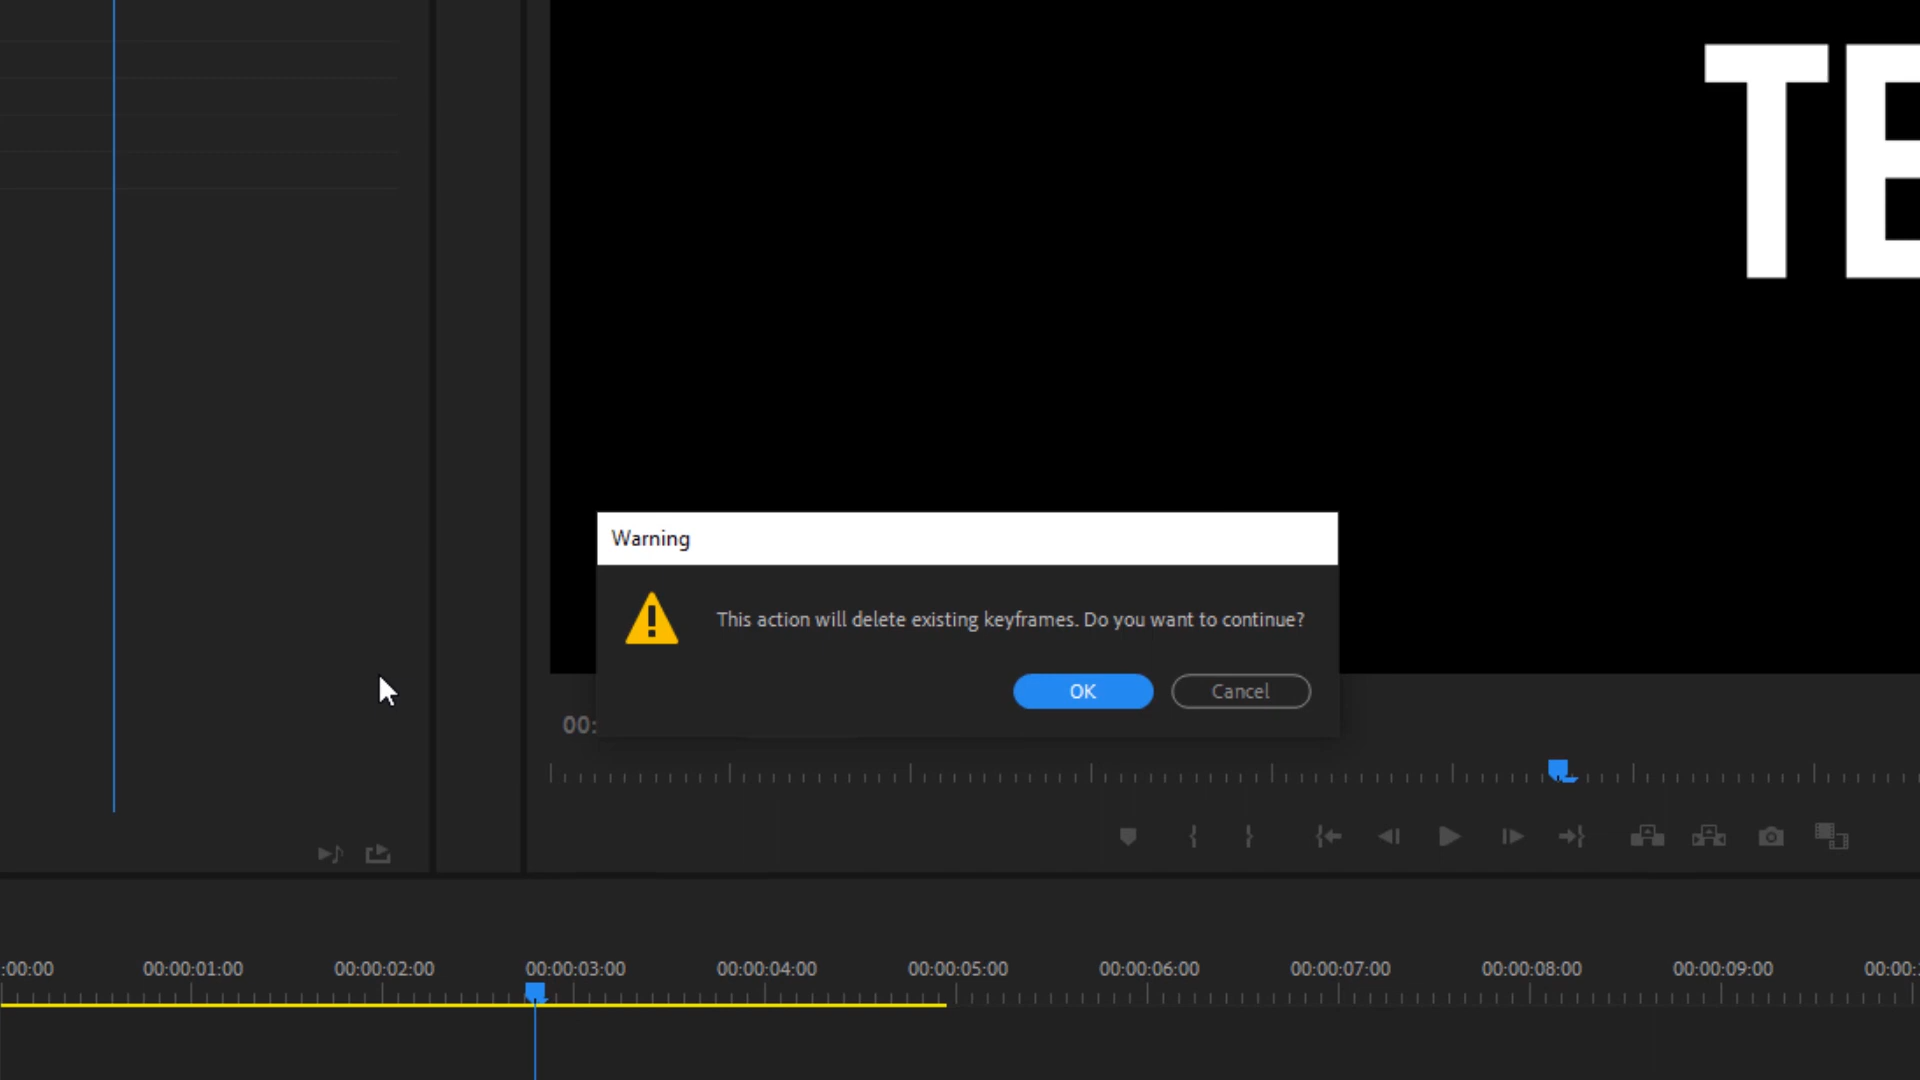 TE
Warning
This action will delete existing keyframes. Do you want to continue?
OK
Cancel
00:
:00:00
00:00:01:00
00:00:02:00
00:00:03:00
00:00:04:00
00:00:05:00
00:00:06:00
00:00:07:00
00:00:08:00
00:00:09:00
00:00: